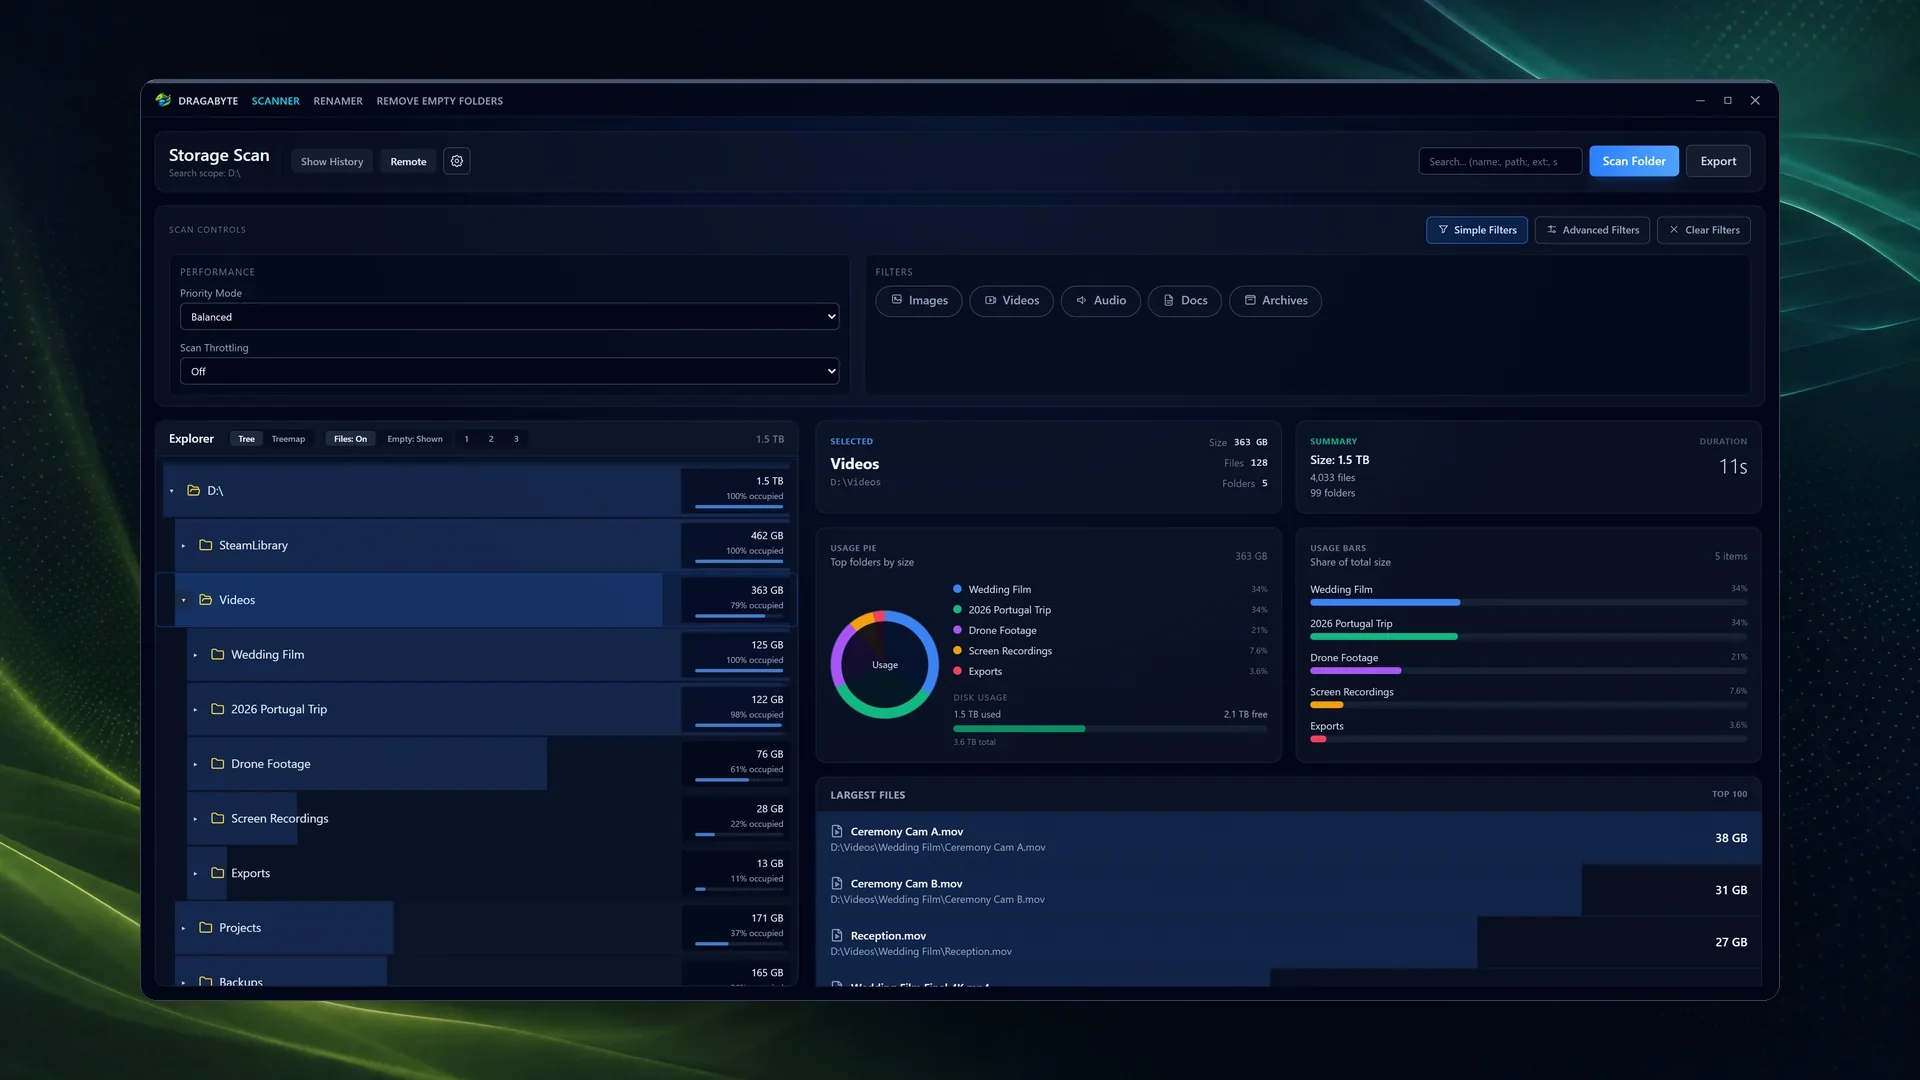 DRAGABYTE SCANNER RENAMER REMOVE EMPTY FOLDERS
Storage Scan
Search scope: D:\
Show History
Remote
Search... (name:, path:, ext:, s
Scan Folder
Export
SCAN CONTROLS
Simple Filters
Advanced Filters
Clear Filters
PERFORMANCE
Priority Mode
Balanced
Scan Throttling
Off
FILTERS
Images
Videos
Audio
Docs
Archives
Explorer
Tree
Treemap
Files: On
Empty: Shown
1
2
3
1.5 TB
D:\
1.5 TB
100% occupied
SteamLibrary
462 GB
100% occupied
Videos
363 GB
79% occupied
Wedding Film
125 GB
100% occupied
2026 Portugal Trip
122 GB
98% occupied
Drone Footage
76 GB
61% occupied
Screen Recordings
28 GB
22% occupied
Exports
13 GB
11% occupied
Projects
171 GB
37% occupied
Backups
165 GB
SELECTED
Videos
D:\Videos
Size 363 GB
Files 128
Folders 5
SUMMARY
Size: 1.5 TB
4,033 files
99 folders
DURATION
11s
USAGE PIE
Top folders by size
363 GB
Usage
Wedding Film 34%
2026 Portugal Trip 34%
Drone Footage 21%
Screen Recordings 7.6%
Exports 3.6%
DISK USAGE
1.5 TB used
2.1 TB free
3.6 TB total
USAGE BARS
Share of total size
5 items
Wedding Film 34%
2026 Portugal Trip 34%
Drone Footage 21%
Screen Recordings 7.6%
Exports 3.6%
LARGEST FILES
TOP 100
Ceremony Cam A.mov
D:\Videos\Wedding Film\Ceremony Cam A.mov
38 GB
Ceremony Cam B.mov
D:\Videos\Wedding Film\Ceremony Cam B.mov
31 GB
Reception.mov
D:\Videos\Wedding Film\Reception.mov
27 GB
Wedding Film Final 4K.mp4